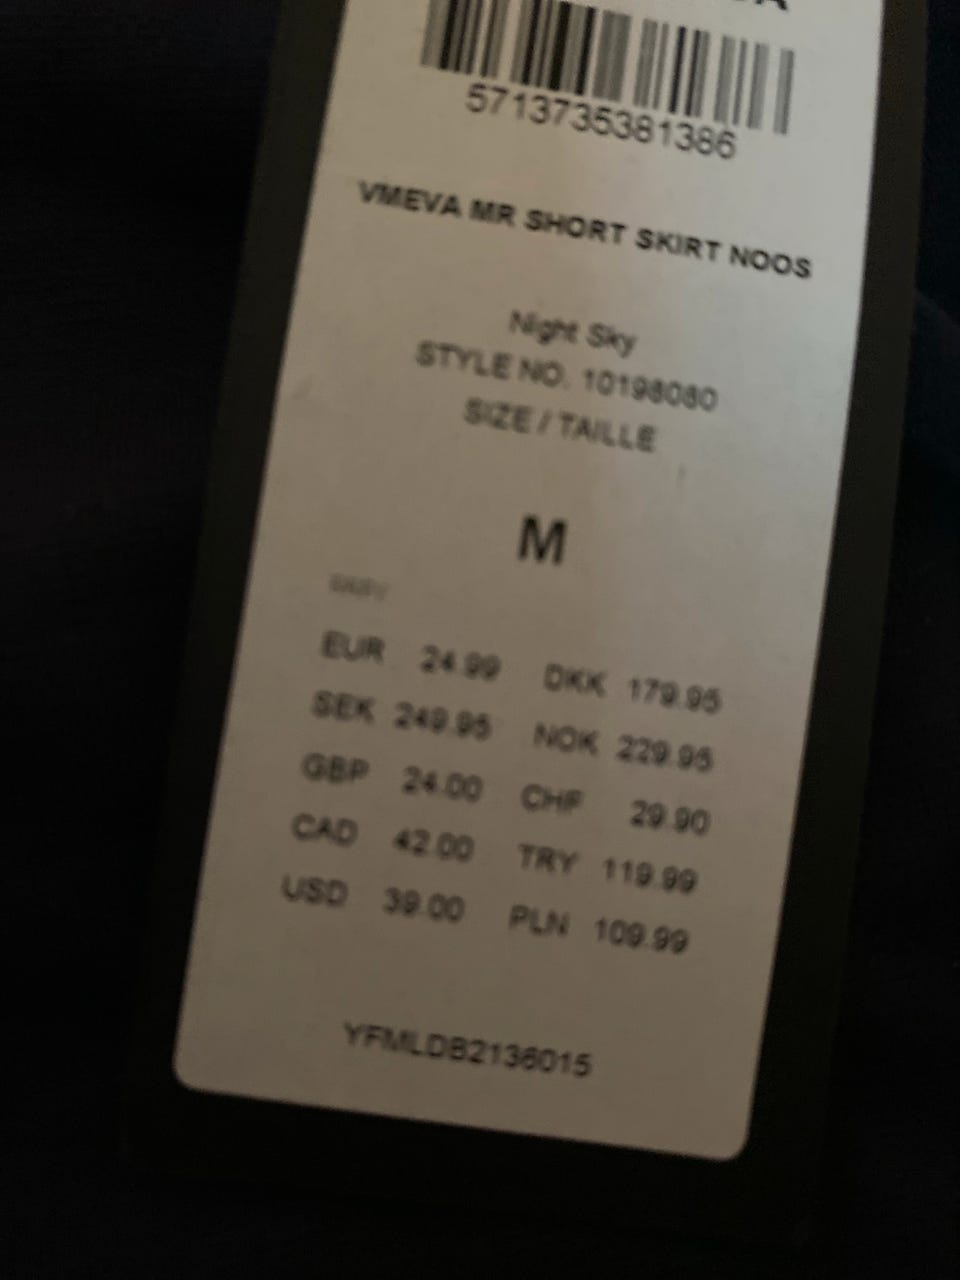 5713735381386
VMEVA MR SHORT SKIRT NOOS
Night Sky
STYLE NO. 10198080
SIZE / TAILLE
M
EUR 24.99 DKK 179.95
SEK 249.95 NOK 229.95
GBP 24.00 CHF 29.90
CAD 42.00 TRY 119.99
USD 39.00 PLN 109.99
YFMLDB2136015